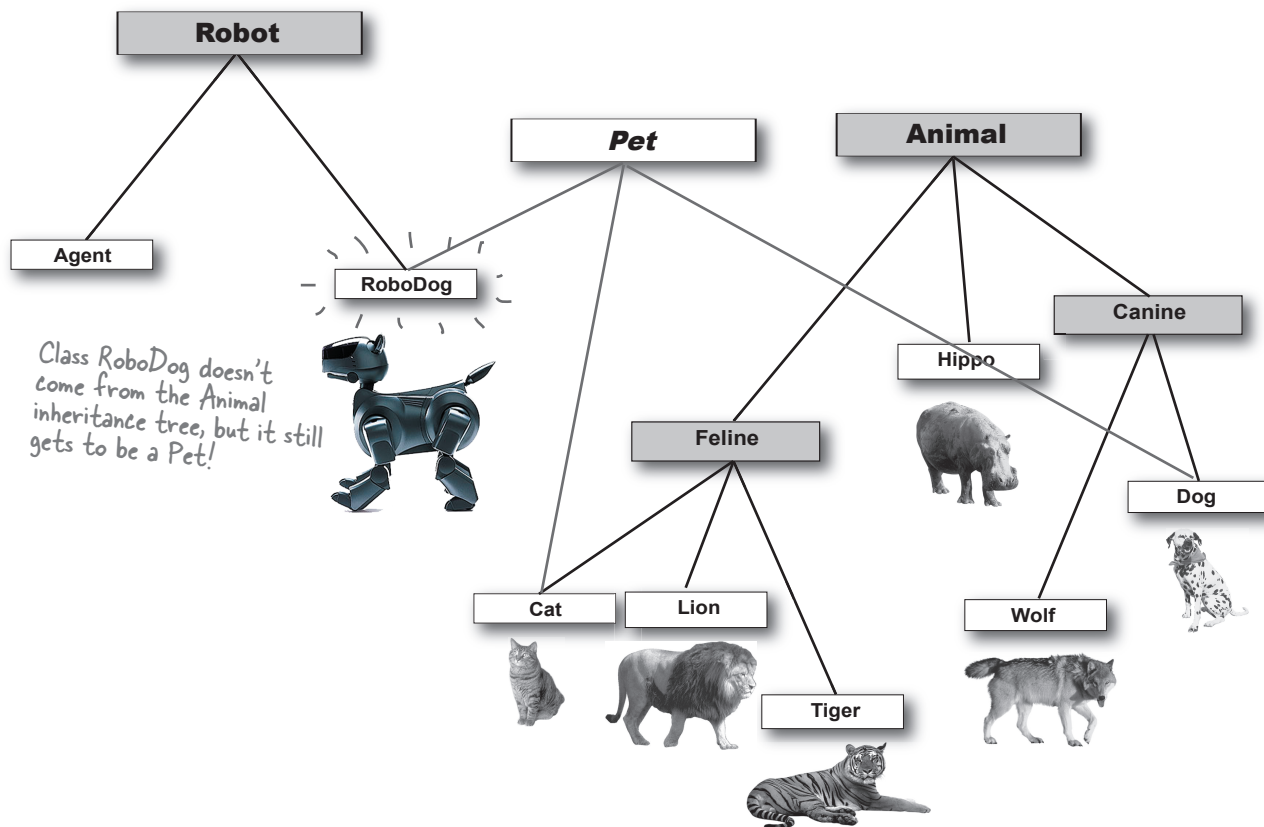 Robot
Pet
Animal
Agent
RoboDog
Canine
Hippo
Class RoboDog doesn't
come from the Animal
inheritance tree, but it still
gets to be a Pet!
Feline
Dog
Cat
Lion
Wolf
Tiger